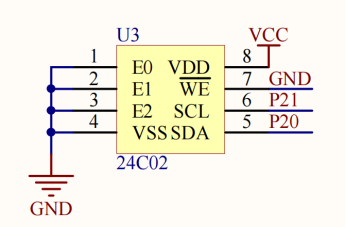 U3
VCC
1 E0 VDD 8
2 E1 WE 7 GND
3 E2 SCL 6 P21
4 VSS SDA 5 P20
24C02
GND